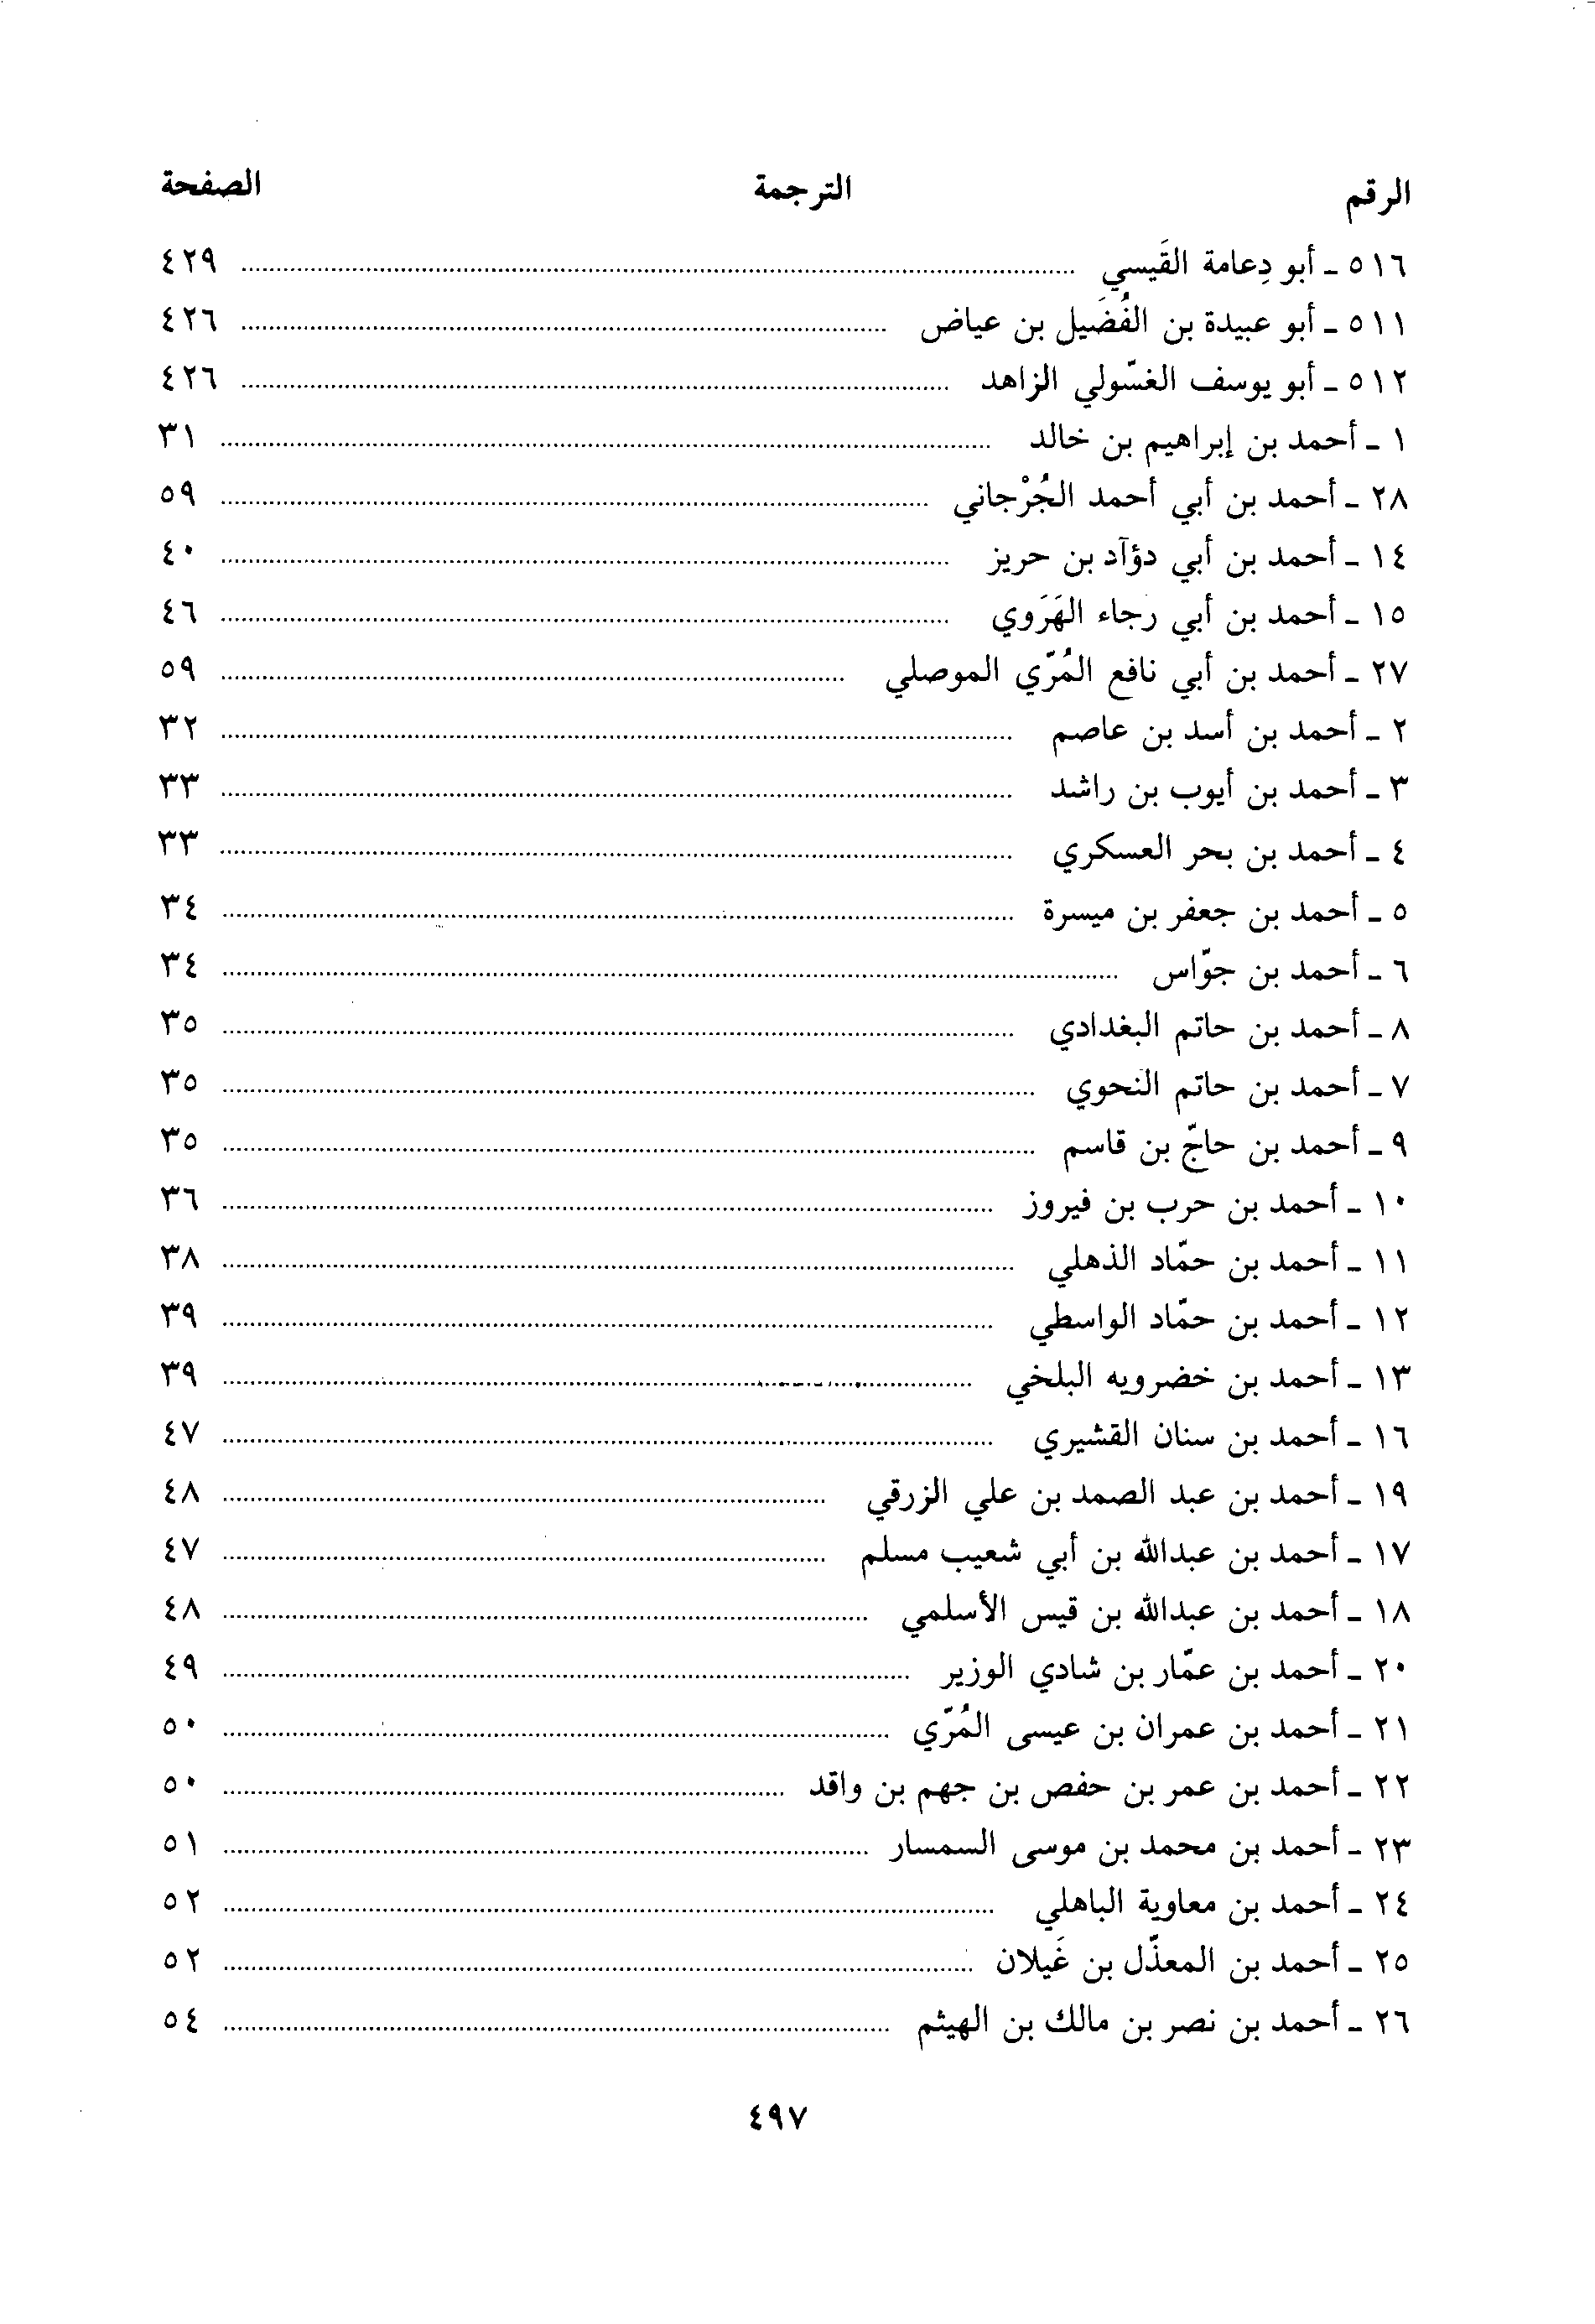 الرقم الترجمة الصفحة
٥١٦ - أبو دِعامة القَيسي ........ ٤٢٩
٥١١ - أبو عبيدة بن الفُضَيل بن عياض ........ ٤٢٦
٥١٢ - أبو يوسف الغسّولي الزاهد ........ ٤٢٦
١ - أحمد بن إبراهيم بن خالد ........ ٣١
٢٨ - أحمد بن أبي أحمد الجُرْجاني ........ ٥٩
١٤ - أحمد بن أبي دؤآد بن حريز ........ ٤٠
١٥ - أحمد بن أبي رجاء الهَرَوي ........ ٤٦
٢٧ - أحمد بن أبي نافع المُرّي الموصلي ........ ٥٩
٢ - أحمد بن أسد بن عاصم ........ ٣٢
٣ - أحمد بن أيوب بن راشد ........ ٣٣
٤ - أحمد بن بحر العسكري ........ ٣٣
٥ - أحمد بن جعفر بن ميسرة ........ ٣٤
٦ - أحمد بن جوّاس ........ ٣٤
٨ - أحمد بن حاتم البغدادي ........ ٣٥
٧ - أحمد بن حاتم النحوي ........ ٣٥
٩ - أحمد بن حاجّ بن قاسم ........ ٣٥
١٠ - أحمد بن حرب بن فيروز ........ ٣٦
١١ - أحمد بن حمّاد الذهلي ........ ٣٨
١٢ - أحمد بن حمّاد الواسطي ........ ٣٩
١٣ - أحمد بن خضرويه البلخي ........ ٣٩
١٦ - أحمد بن سنان القشيري ........ ٤٧
١٩ - أحمد بن عبد الصمد بن علي الزرقي ........ ٤٨
١٧ - أحمد بن عبدالله بن أبي شعيب مسلم ........ ٤٧
١٨ - أحمد بن عبدالله بن قيس الأسلمي ........ ٤٨
٢٠ - أحمد بن عمّار بن شادي الوزير ........ ٤٩
٢١ - أحمد بن عمران بن عيسى المُرّي ........ ٥٠
٢٢ - أحمد بن عمر بن حفص بن جهم بن واقد ........ ٥٠
٢٣ - أحمد بن محمد بن موسى السمسار ........ ٥١
٢٤ - أحمد بن معاوية الباهلي ........ ٥٢
٢٥ - أحمد بن المعذّل بن غَيلان ........ ٥٢
٢٦ - أحمد بن نصر بن مالك بن الهيثم ........ ٥٤
٤٩٧